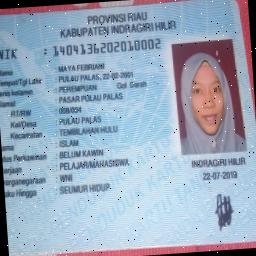 PROVINSI RIAU
KABUPATEN INDRAGIRI HILIR
NIK : 1404136202010002
Nama : MAYA FEBRIANI
Tempat/Tgl Lahir : PULAU PALAS, 22-02-2001
Jenis kelamin : PEREMPUAN Gol. Darah
Alamat : PASAR PULAU PALAS
RT/RW
Kel/Desa : PULAU PALAS
Kecamatan : TEMBILAHAN HULU
Agama : ISLAM
Status Perkawinan : BELUM KAWIN
Pekerjaan : PELAJAR/MAHASISWA
Kewarganegaraan : WNI
Berlaku Hingga : SEUMUR HIDUP
INDRAGIRI HILIR
22-07-2019